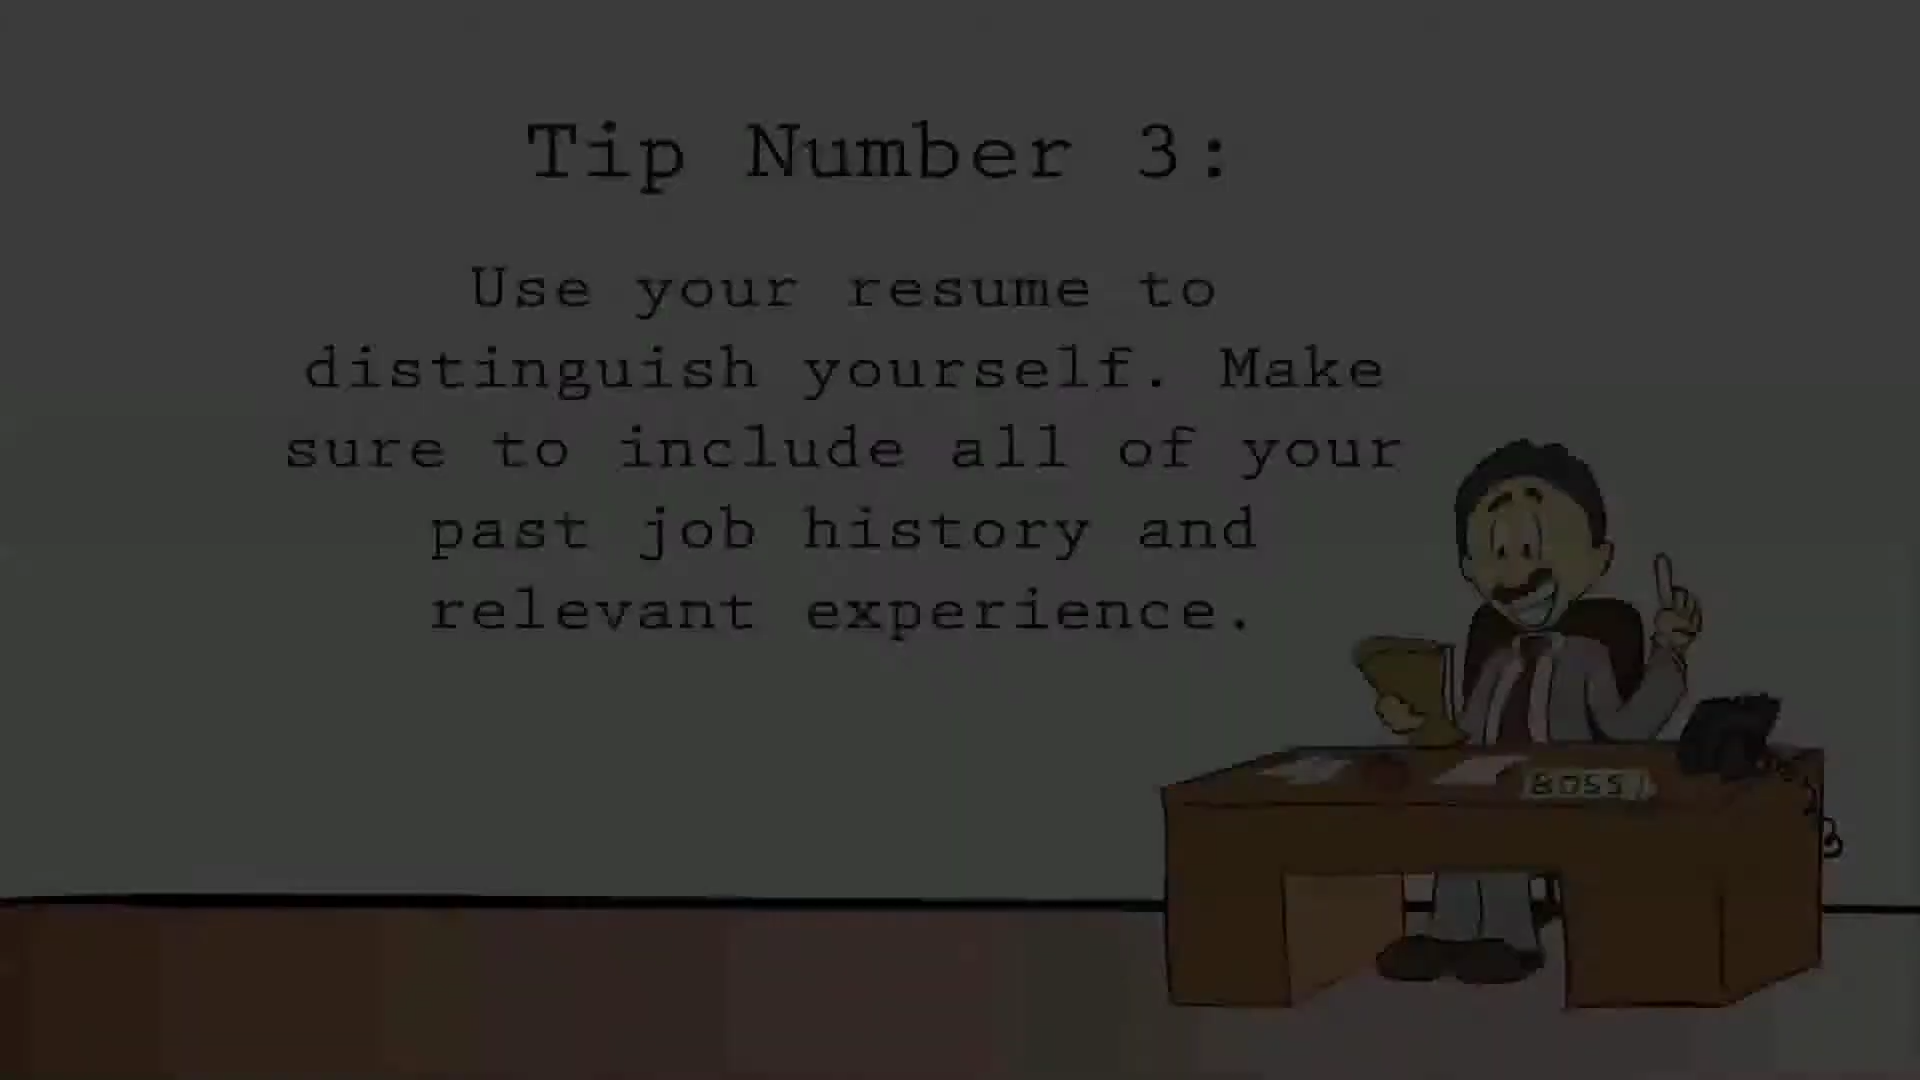 Tip Number 3:
Use your resume to
distinguish yourself. Make
sure to include all of your
past job history and
relevant experience.
BOSS